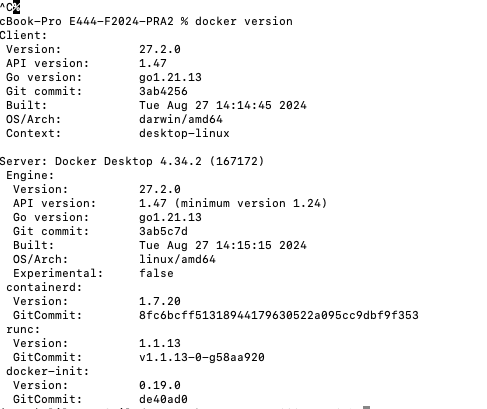 ^C%
cBook-Pro E444-F2024-PRA2 % docker version
Client:
Version: 27.2.0
API version: 1.47
Go version: go1.21.13
Git commit: 3ab4256
Built: Tue Aug 27 14:14:45 2024
OS/Arch: darwin/amd64
Context: desktop-linux
Server: Docker Desktop 4.34.2 (167172)
Engine:
Version: 27.2.0
API version: 1.47 (minimum version 1.24)
Go version: go1.21.13
Git commit: 3ab5c7d
Built: Tue Aug 27 14:15:15 2024
OS/Arch: linux/amd64
Experimental: false
containerd:
Version: 1.7.20
GitCommit: 8fc6bcff51318944179630522a095cc9dbf9f353
runc:
Version: 1.1.13
GitCommit: v1.1.13-0-g58aa920
docker-init:
Version: 0.19.0
GitCommit: de40ad0